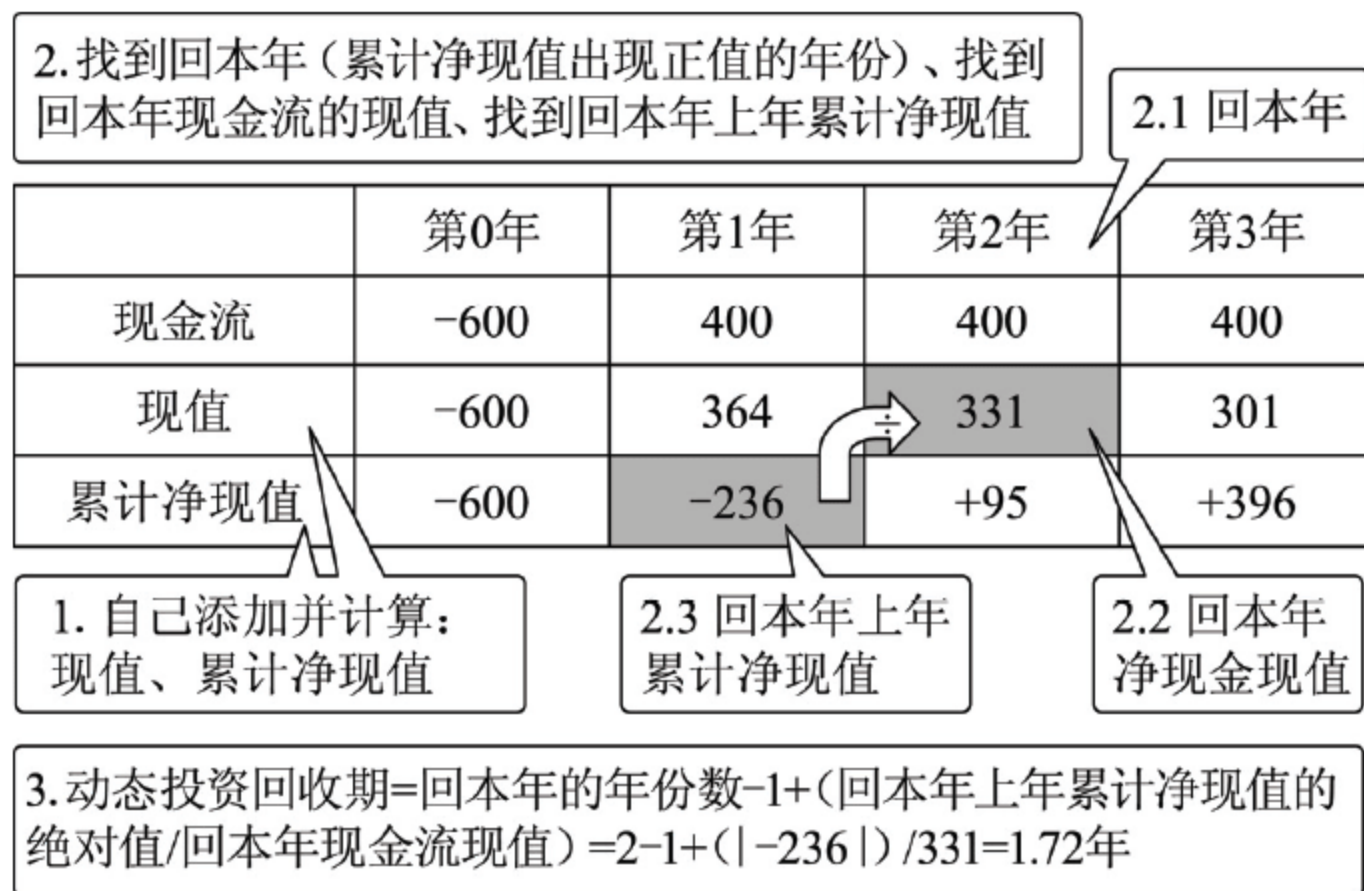 2.找到回本年(累计净现值出现正值的年份)、找到
回本年现金流的现值、找到回本年上年累计净现值
2.1 回本年
第0年 第1年 第2年 第3年
现金流 -600 400 400 400
现值 -600 364 ÷ 331 301
累计净现值 -600 -236 +95 +396
1. 自己添加并计算:
现值、累计净现值
2.3 回本年上年
累计净现值
2.2 回本年
净现金现值
3.动态投资回收期=回本年的年份数-1+(回本年上年累计净现值的
绝对值/回本年现金流现值)=2-1+(|-236|)/331=1.72年